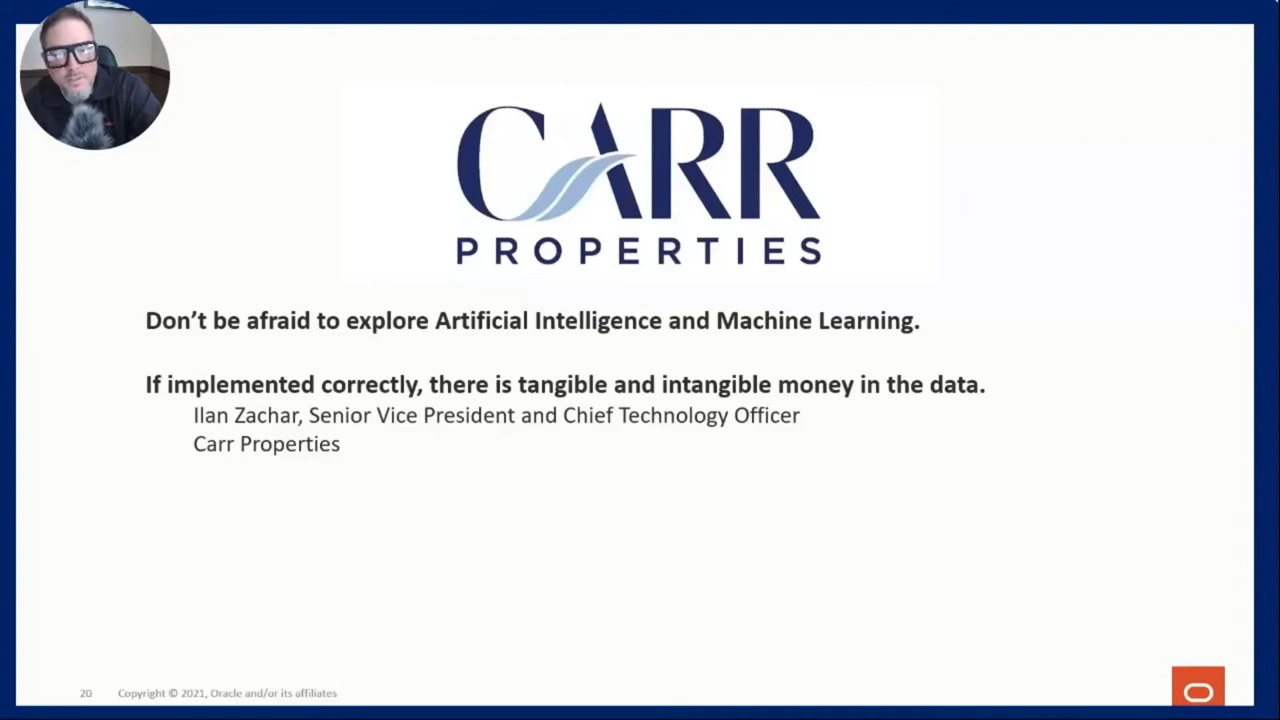 CARR
PROPERTIES
Don't be afraid to explore Artificial Intelligence and Machine Learning.
If implemented correctly, there is tangible and intangible money in the data.
Ilan Zachar, Senior Vice President and Chief Technology Officer
Carr Properties
20 Copyright © 2021, Oracle and/or its affiliates